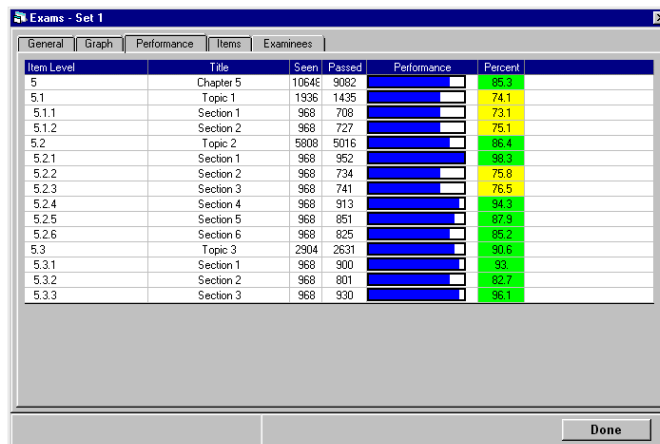 Exams - Set 1
General Graph Performance Items Examinees
Item Level Title Seen Passed Performance Percent
5 Chapter 5 10648 9082 85.3
5.1 Topic 1 1936 1435 74.1
5.1.1 Section 1 968 708 73.1
5.1.2 Section 2 968 727 75.1
5.2 Topic 2 5808 5016 86.4
5.2.1 Section 1 968 952 98.3
5.2.2 Section 2 968 734 75.8
5.2.3 Section 3 968 741 76.5
5.2.4 Section 4 968 913 94.3
5.2.5 Section 5 968 851 87.9
5.2.6 Section 6 968 825 85.2
5.3 Topic 3 2904 2631 90.6
5.3.1 Section 1 968 900 93.
5.3.2 Section 2 968 801 82.7
5.3.3 Section 3 968 930 96.1
Done